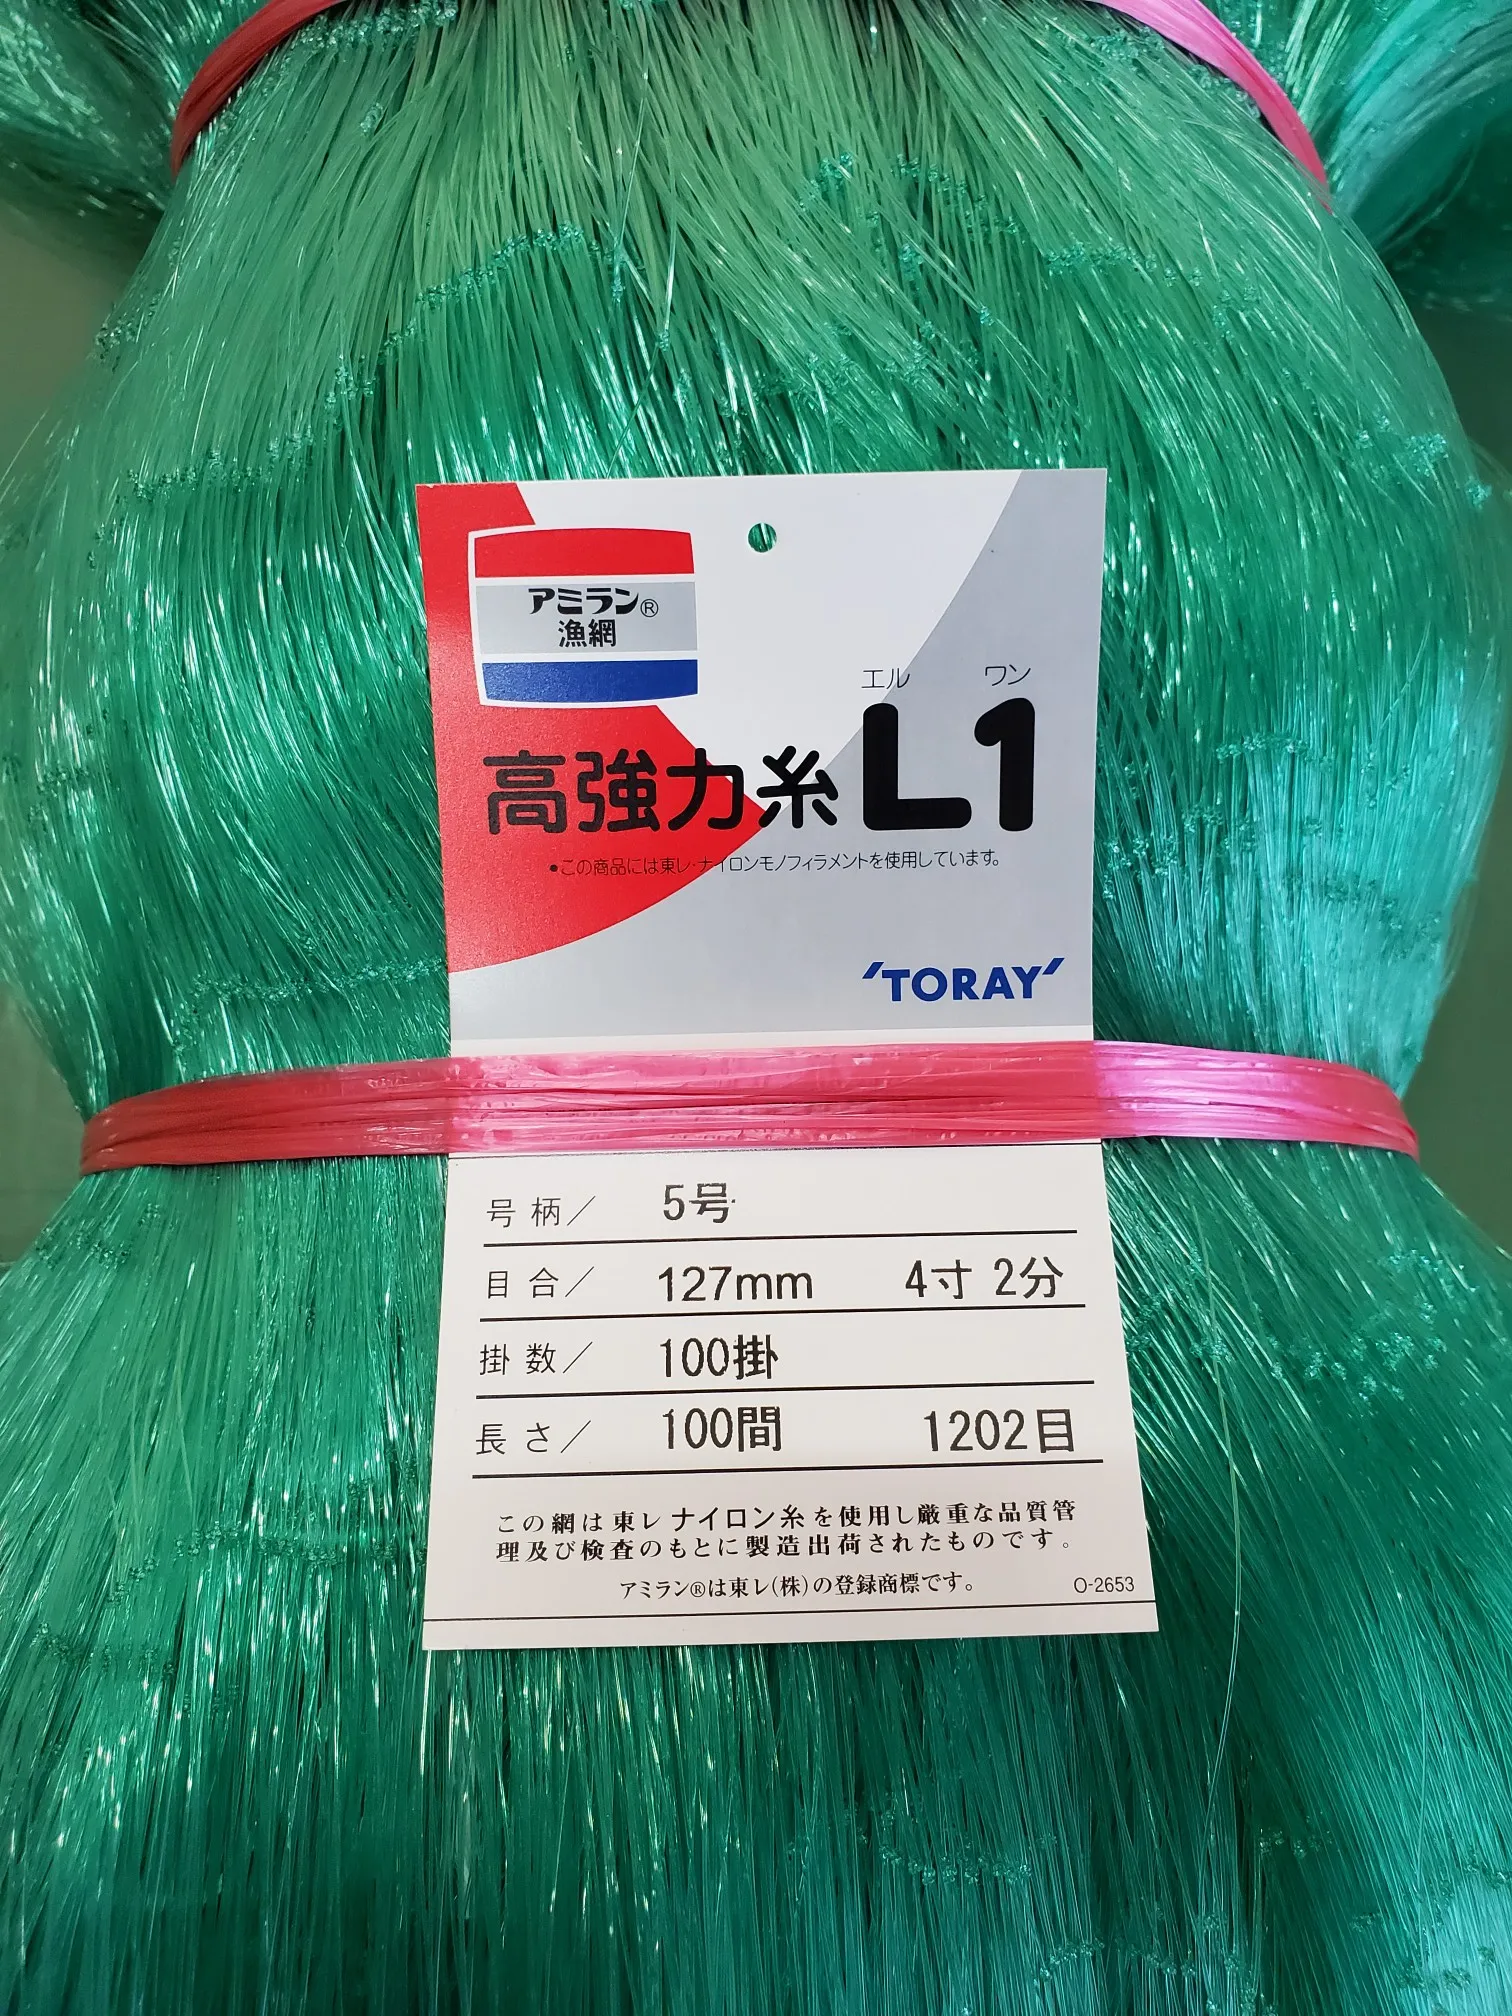 アミラン®
漁網
エル ワン
高強力糸L1
●この商品には東レ・ナイロンモノフィラメントを使用しています。
'TORAY'
号柄／ 5号
目合／ 127mm 4寸 2分
掛数／ 100掛
長さ／ 100間 1202目
この網は東レナイロン糸を使用し厳重な品質管
理及び検査のもとに製造出荷されたものです。
アミラン®は東レ(株)の登録商標です。 O-2653